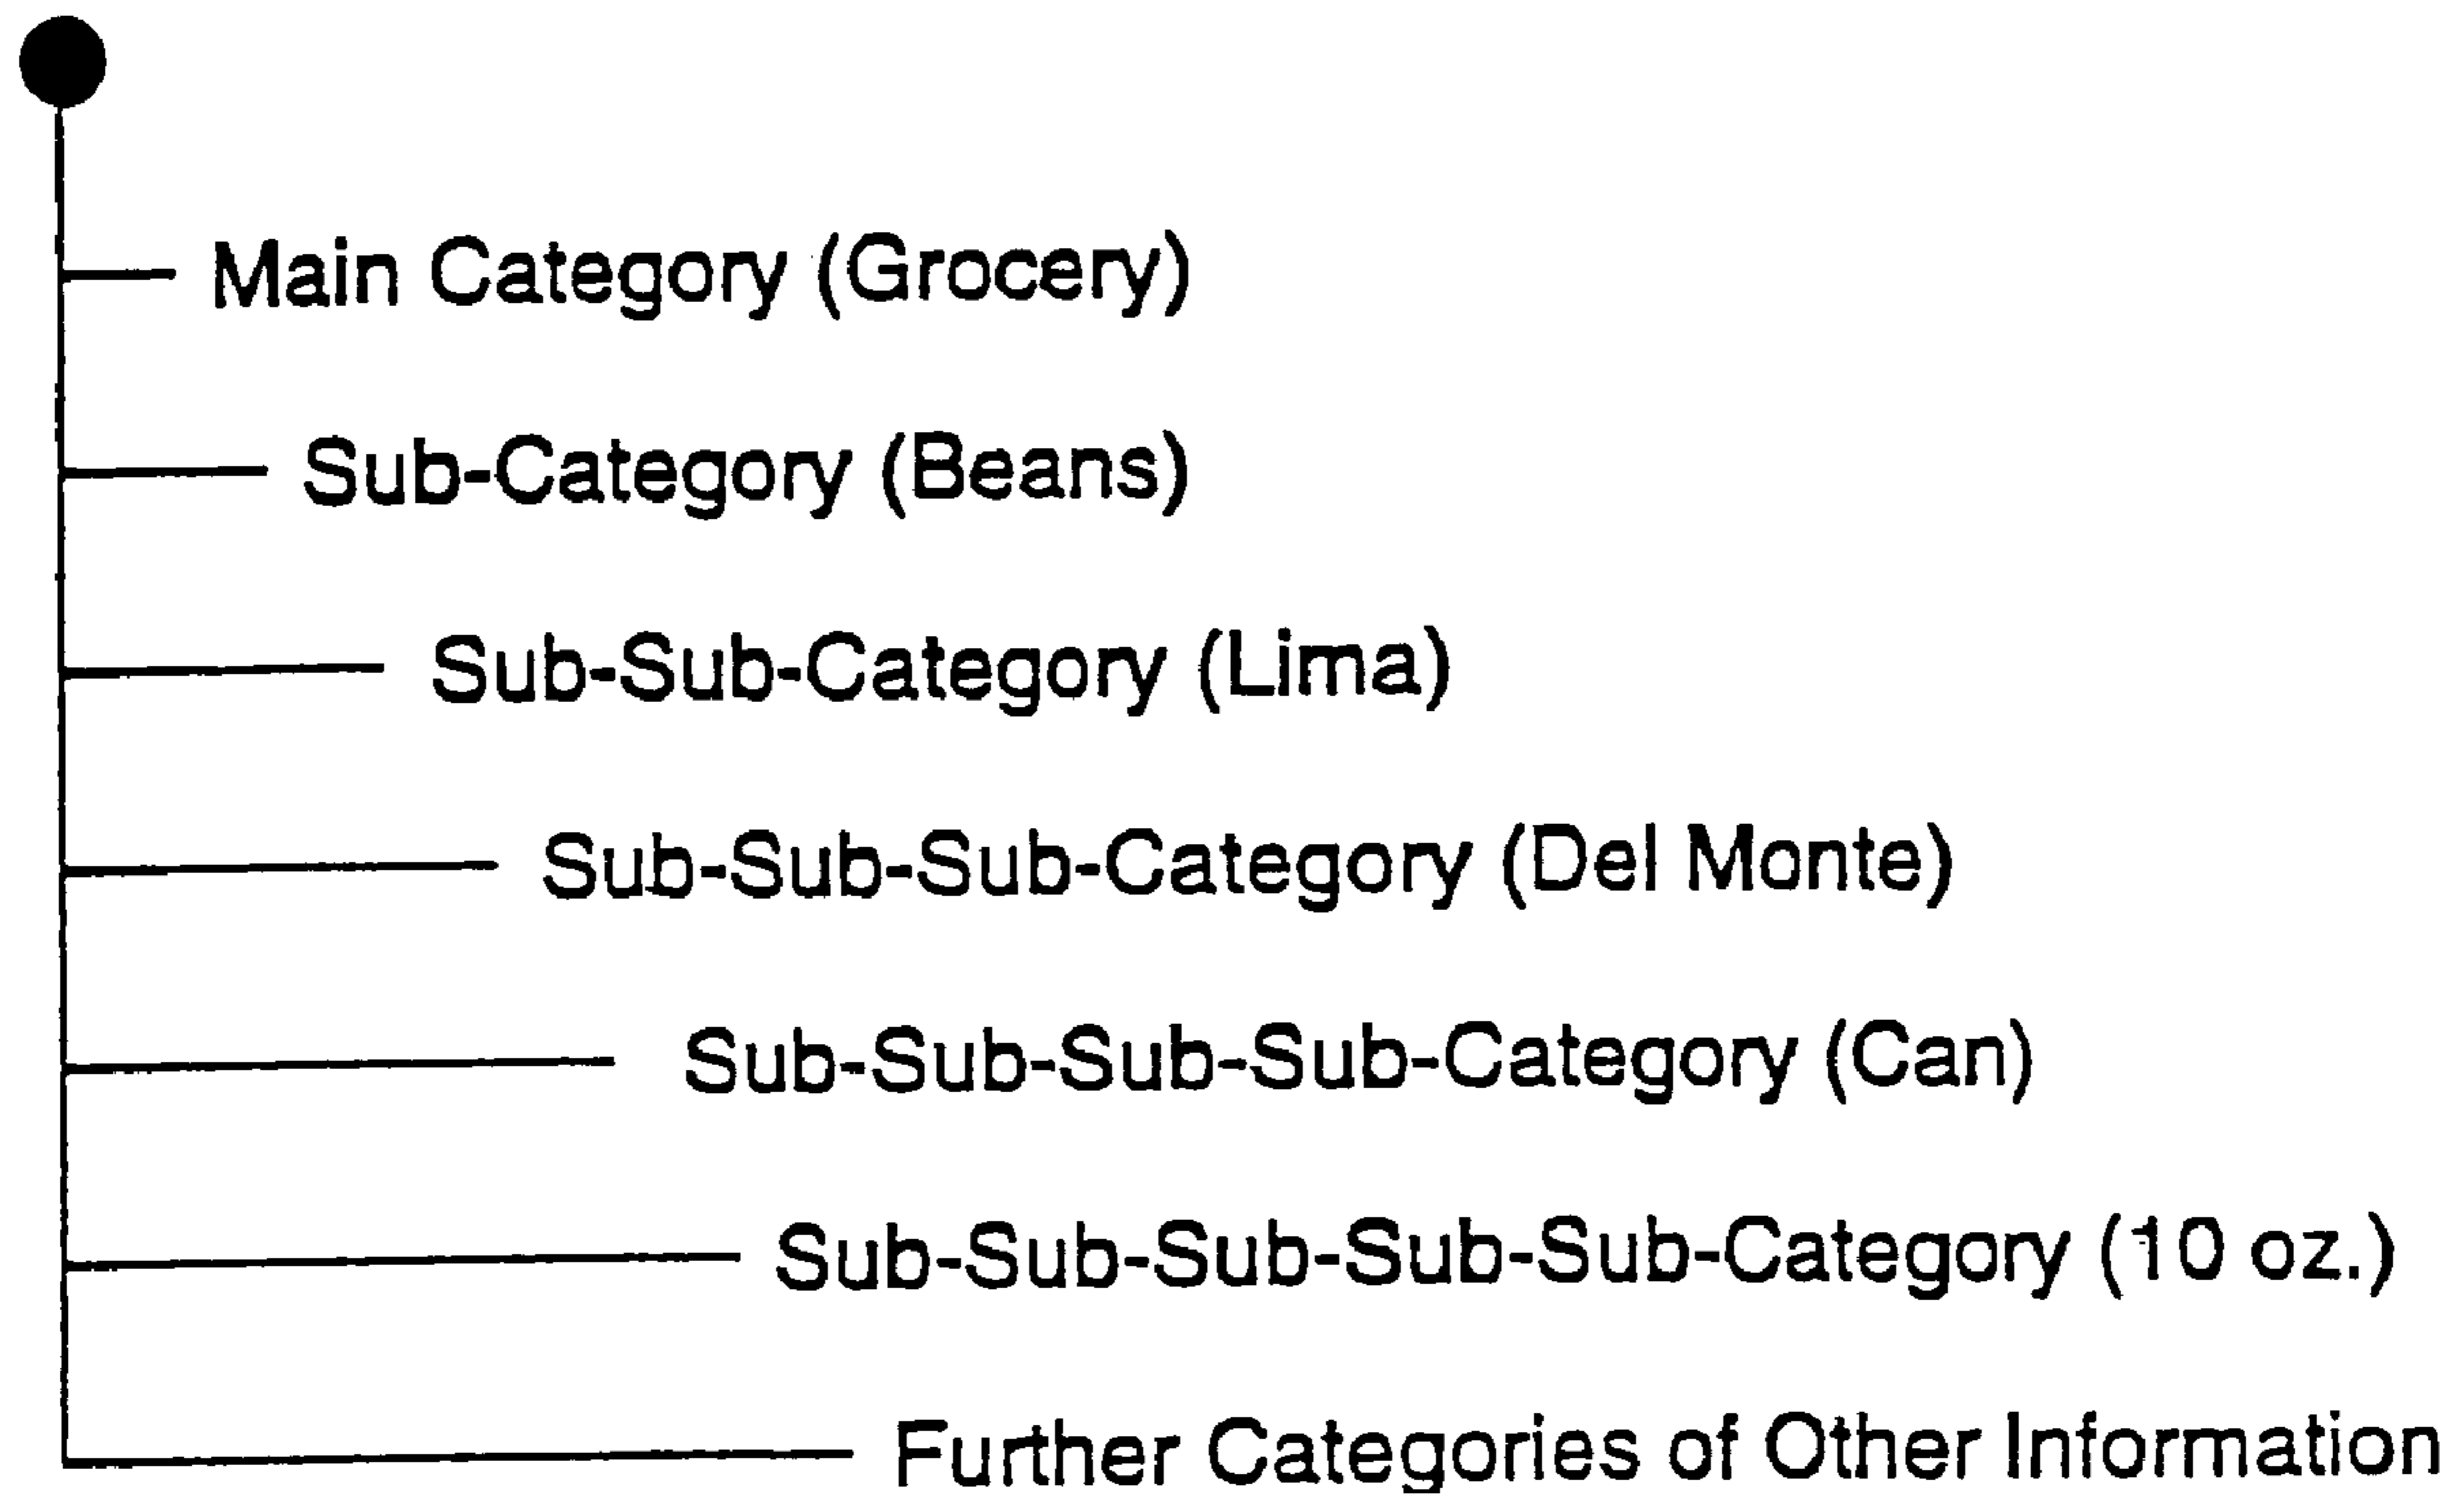 Main Category (Grocery)
Sub-Category (Beans)
Sub-Sub-Category (Lima)
Sub-Sub-Sub-Category (Del Monte)
Sub-Sub-Sub-Sub-Category (Can)
Sub-Sub-Sub-Sub-Sub-Category (10 oz.)
Further Categories of Other Information